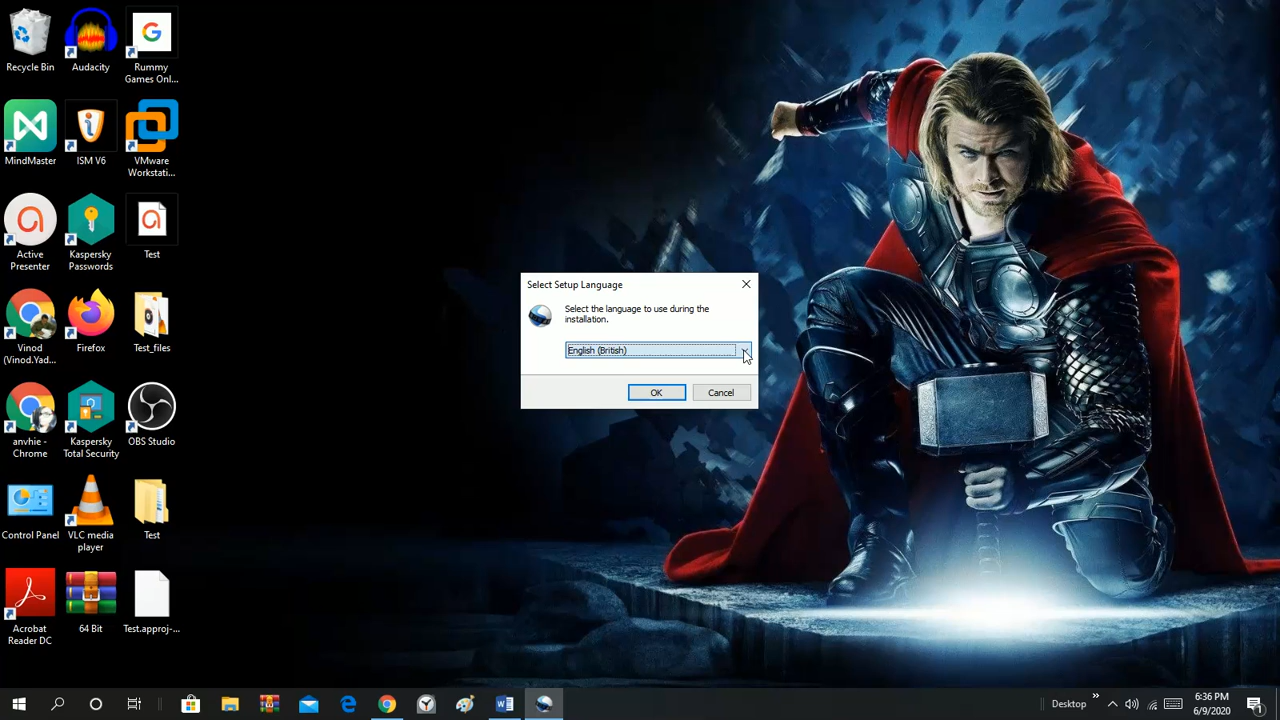 Recycle Bin
Audacity
Rummy
Games Onl...
MindMaster
ISM V6
VMware
Workstati...
Active
Presenter
Kaspersky
Passwords
Test
Vinod
(Vinod.Yad...
Firefox
Test_files
anvhie -
Chrome
Kaspersky
Total Security
OBS Studio
Control Panel
VLC media
player
Test
Acrobat
Reader DC
64 Bit
Test.approj-...
Select Setup Language
Select the language to use during the
installation.
English (British)
OK
Cancel
Desktop
6:36 PM
6/9/2020